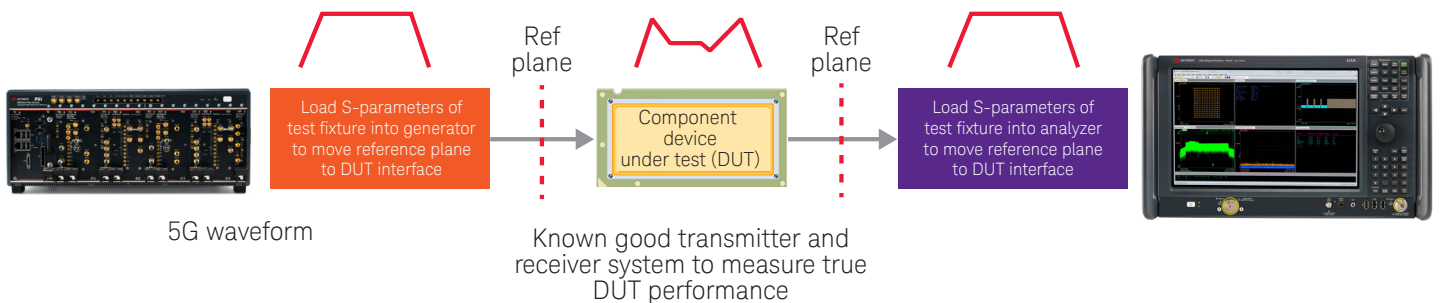 Ref
plane
Ref
plane
Load S-parameters of
test fixture into generator
to move reference plane
to DUT interface
Component
device
under test (DUT)
Load S-parameters of
test fixture into analyzer
to move reference plane
to DUT interface
5G waveform
Known good transmitter and
receiver system to measure true
DUT performance